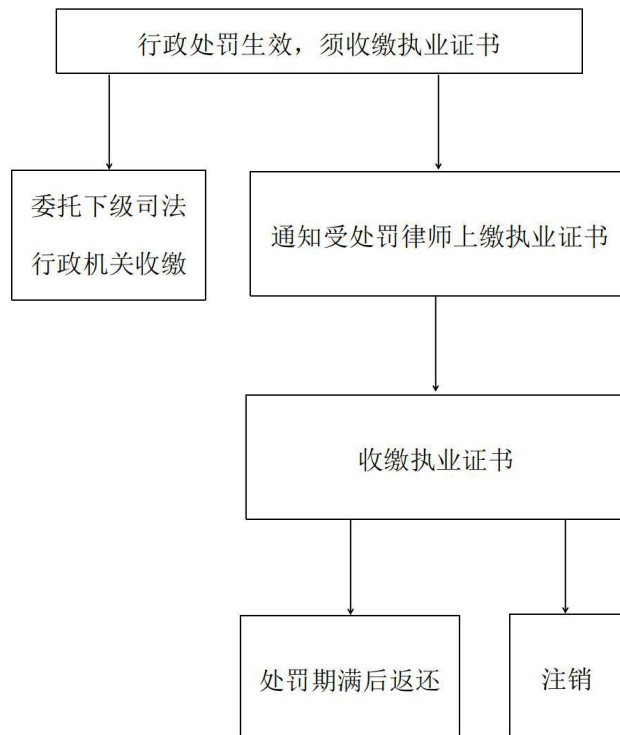 行政处罚生效，须收缴执业证书
委托下级司法
行政机关收缴
通知受处罚律师上缴执业证书
收缴执业证书
处罚期满后返还
注销